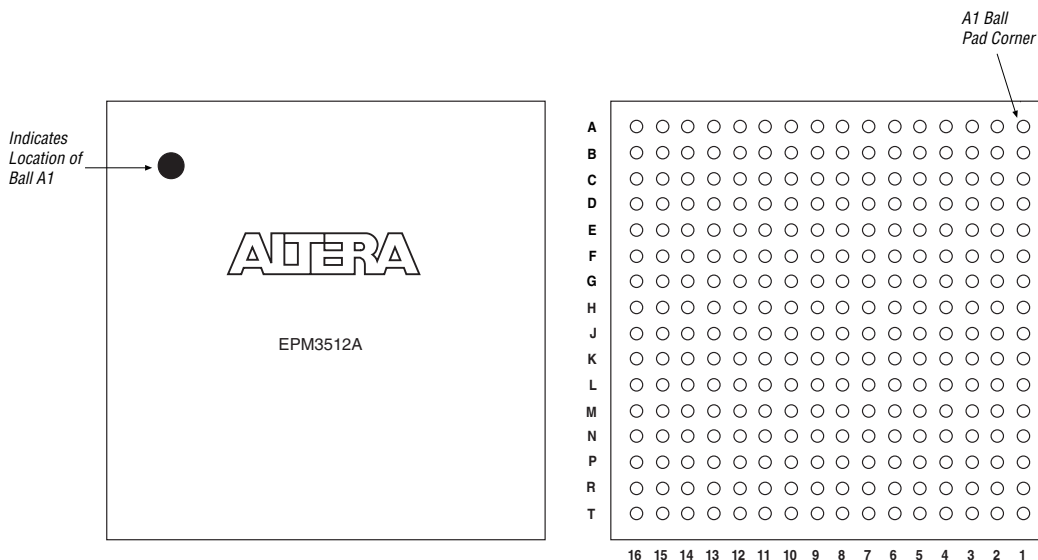 A1 Ball
Pad Corner
Indicates
Location of
Ball A1
ALTERA
EPM3512A
A
B
C
D
E
F
G
H
J
K
L
M
N
P
R
T
16 15 14 13 12 11 10 9 8 7 6 5 4 3 2 1